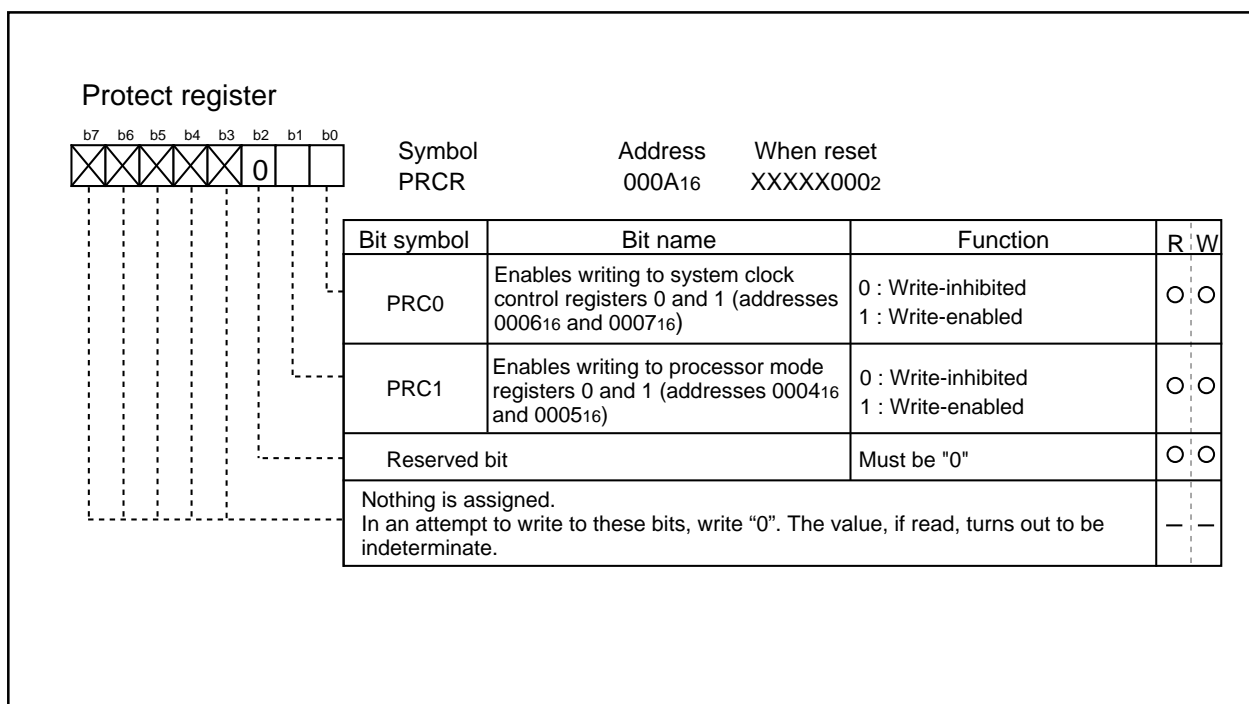 Protect register
b7 b6 b5 b4 b3 b2 b1 b0
0
Symbol Address When reset
PRCR 000A16 XXXXX0002
Bit symbol Bit name Function R W
PRC0
Enables writing to system clock
control registers 0 and 1 (addresses
000616 and 000716)
0 : Write-inhibited
1 : Write-enabled
PRC1
Enables writing to processor mode
registers 0 and 1 (addresses 000416
and 000516)
0 : Write-inhibited
1 : Write-enabled
Reserved bit Must be "0"
Nothing is assigned.
In an attempt to write to these bits, write “0”. The value, if read, turns out to be
indeterminate.
– –